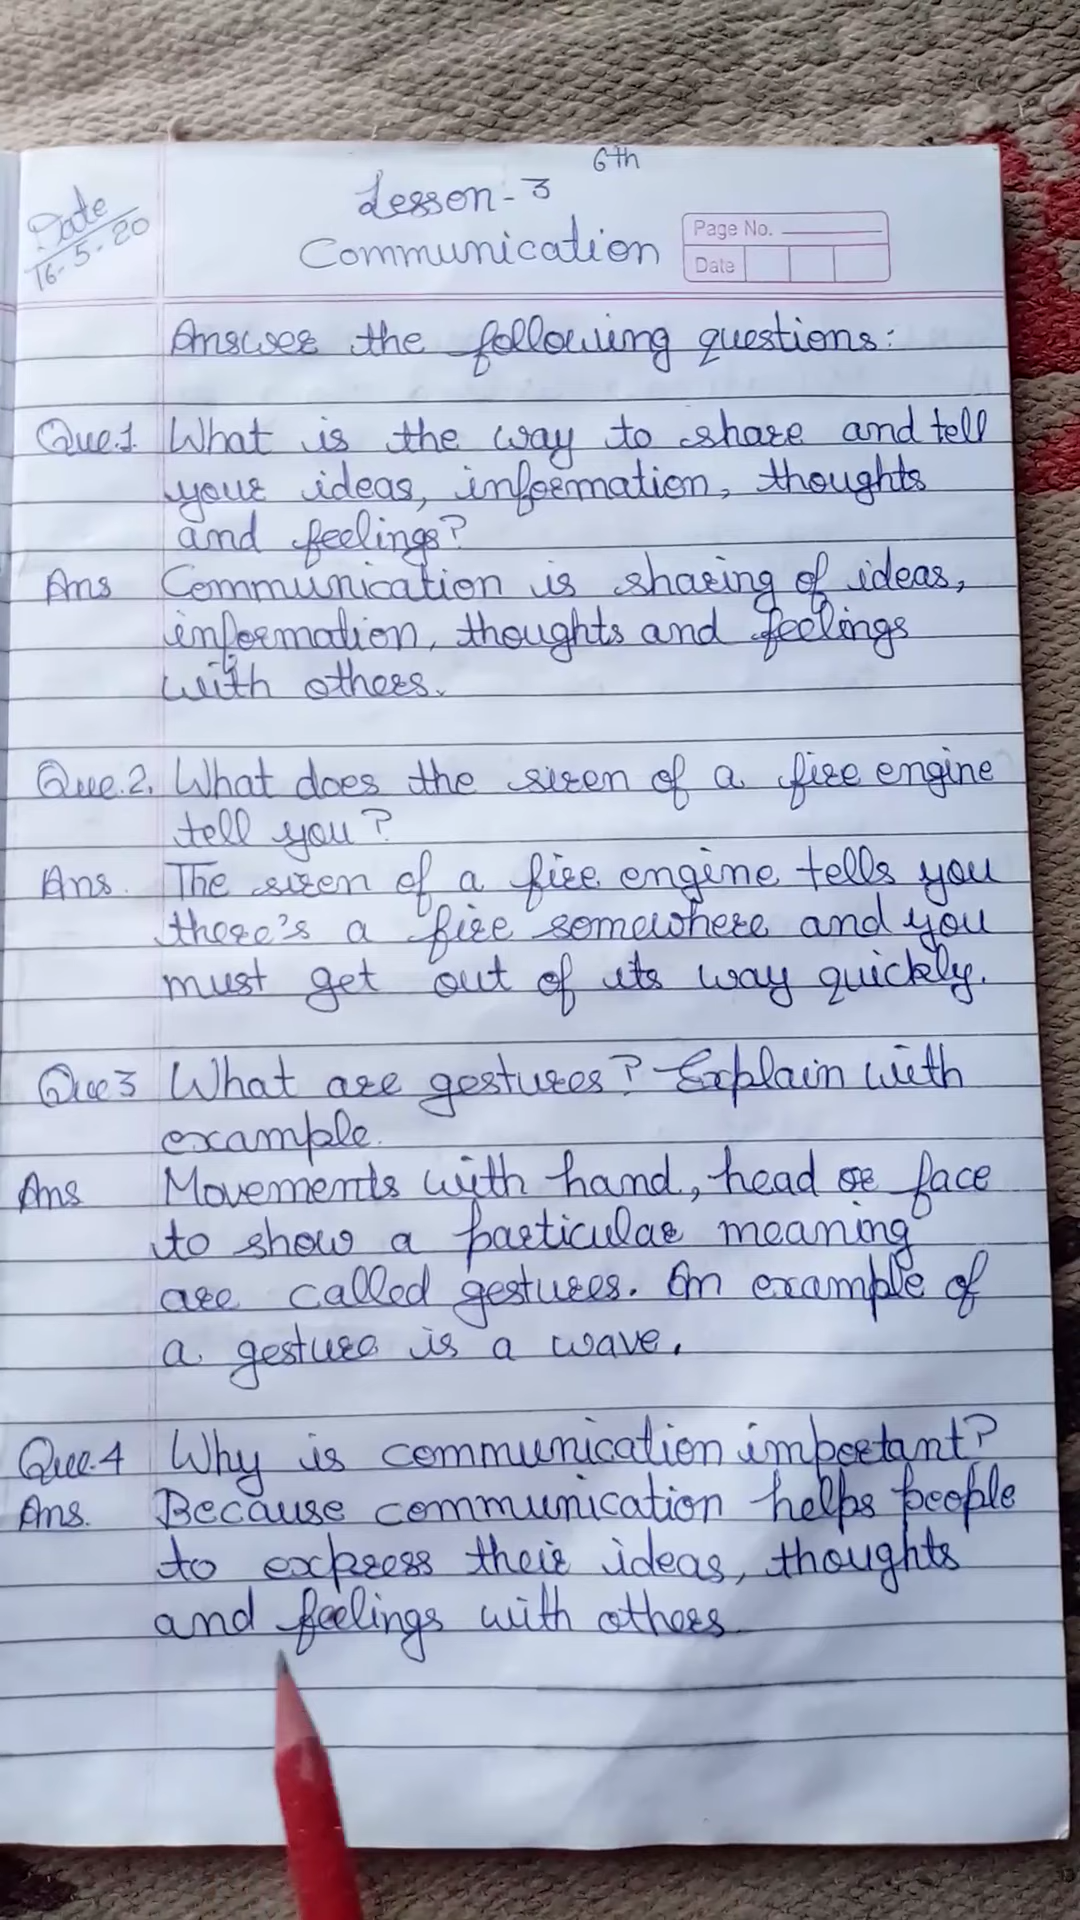 6th
Date
16-5-20
Lesson-3
Communication
Page No.
Date
Answer the following questions:
Que.1 What is the way to share and tell
your ideas, information, thoughts
and feelings?
Ans Communication is sharing of ideas,
information, thoughts and feelings
with others.
Que.2. What does the siren of a fire engine
tell you?
Ans. The siren of a fire engine tells you
there's a fire somewhere and you
must get out of its way quickly.
Que 3 What are gestures? Explain with
example.
Ans Movements with hand, head or face
to show a particular meaning
are called gestures. An example of
a gesture is a wave.
Que.4 Why is communication important?
Ans. Because communication helps people
to express their ideas, thoughts
and feelings with others